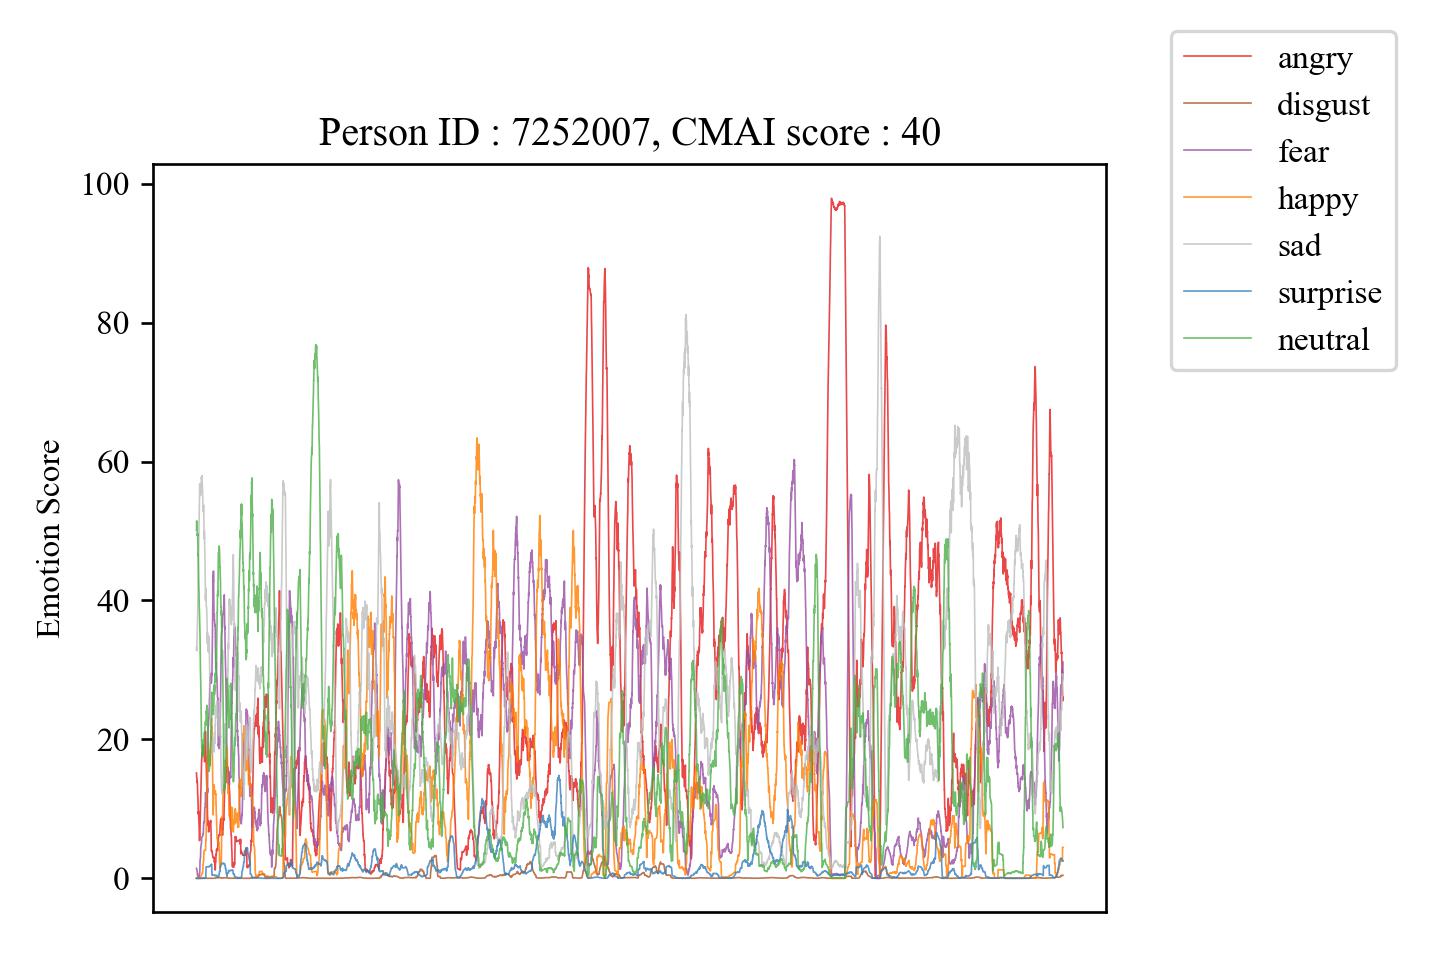 Person ID : 7252007, CMAI score : 40
100
80
60
40
20
0
Emotion Score
angry
disgust
fear
happy
sad
surprise
neutral